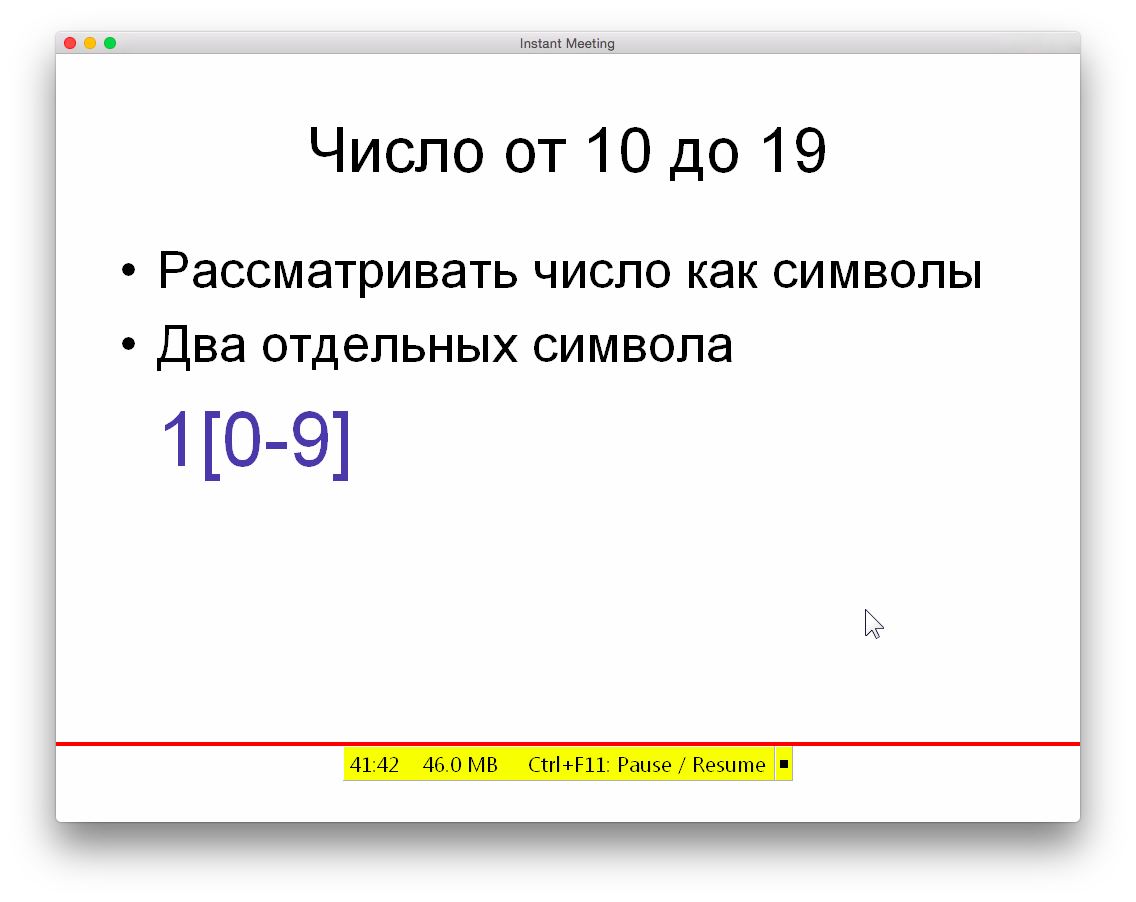 Instant Meeting
Число от 10 до 19
• Рассматривать число как символы
• Два отдельных символа
1[0-9]
41:42 46.0 MB Ctrl+F11: Pause / Resume